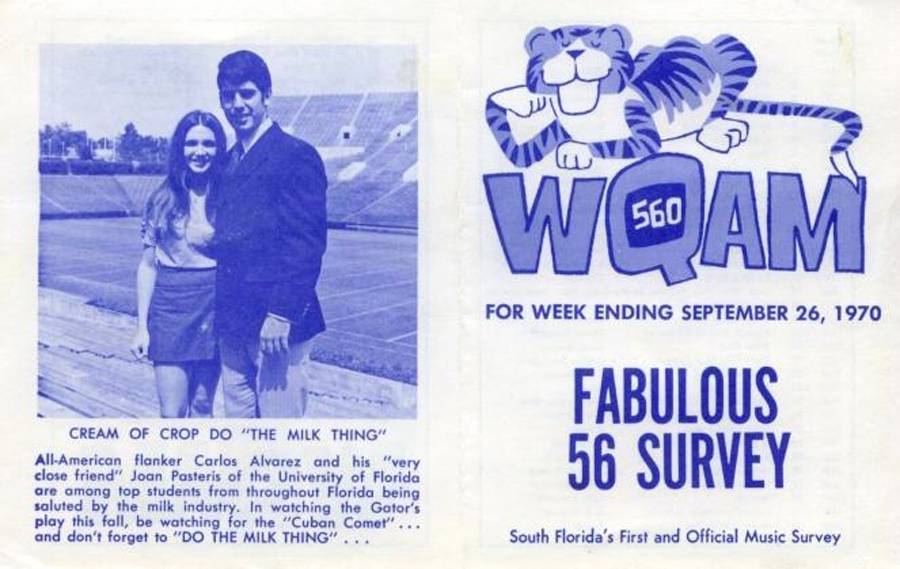 CREAM OF CROP DO "THE MILK THING"
All-American flanker Carlos Alvarez and his "very
close friend" Joan Pasteris of the University of Florida
are among top students from throughout Florida being
saluted by the milk industry. In watching the Gator's
play this fall, be watching for the "Cuban Comet" . . .
and don't forget to "DO THE MILK THING" . . .
WQAM
560
FOR WEEK ENDING SEPTEMBER 26, 1970
FABULOUS
56 SURVEY
South Florida's First and Official Music Survey